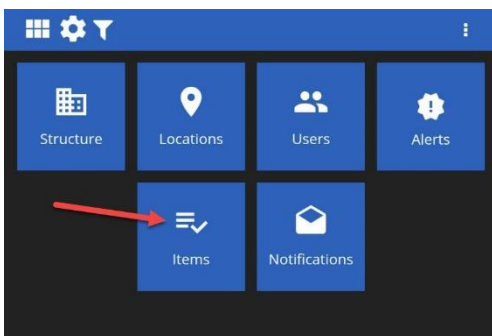 Structure
Locations
Users
Alerts
Items
Notifications